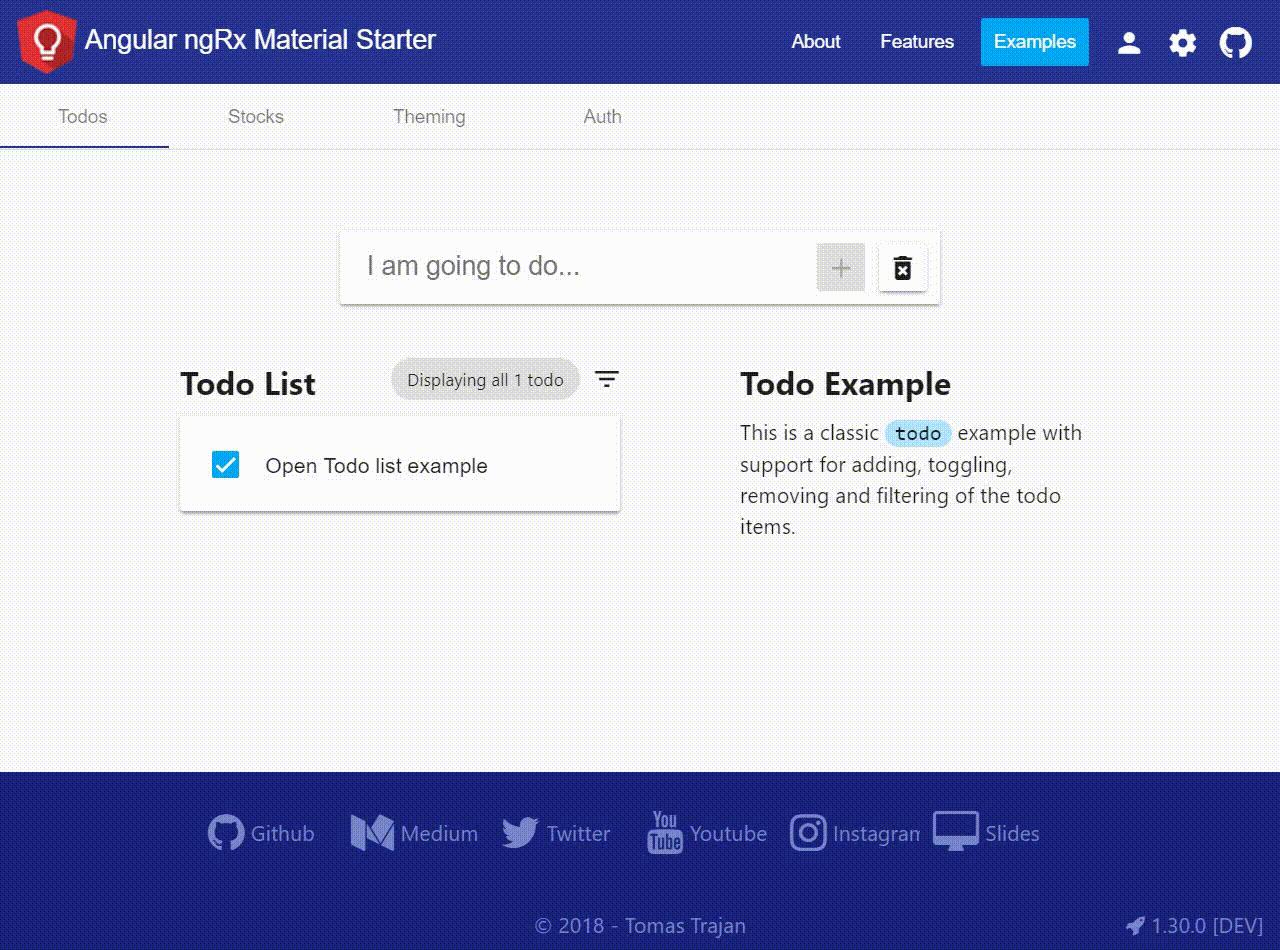 Angular ngRx Material Starter
About Features Examples
Todos Stocks Theming Auth
I am going to do...
Todo List
Displaying all 1 todo
Open Todo list example
Todo Example
This is a classic todo example with
support for adding, toggling,
removing and filtering of the todo
items.
Github Medium Twitter You Tube Youtube Instagram Slides
© 2018 - Tomas Trajan
1.30.0 [DEV]